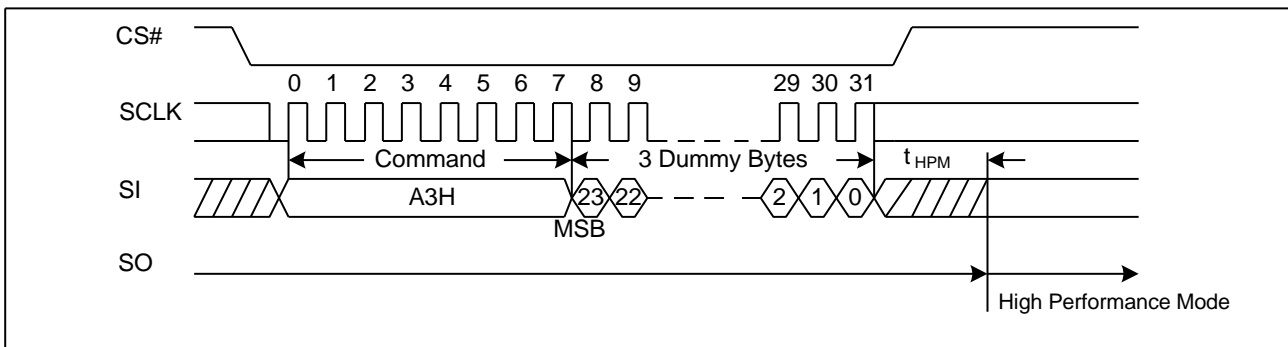 CS#
0 1 2 3 4 5 6 7 8 9 29 30 31
SCLK
Command 3 Dummy Bytes t HPM
SI A3H 23 22 2 1 0
MSB
SO
High Performance Mode